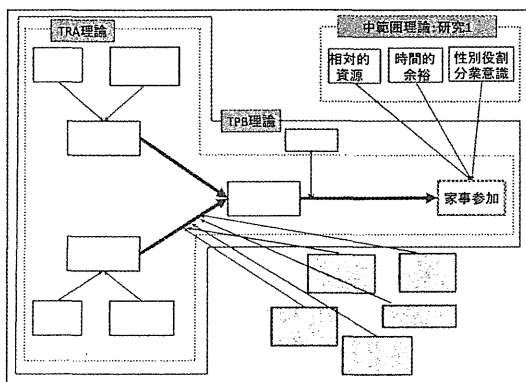 TRA理論
中範囲理論:研究1
相対的
資源
時間的
余裕
性別役割
分業意識
TPB理論
家事参加